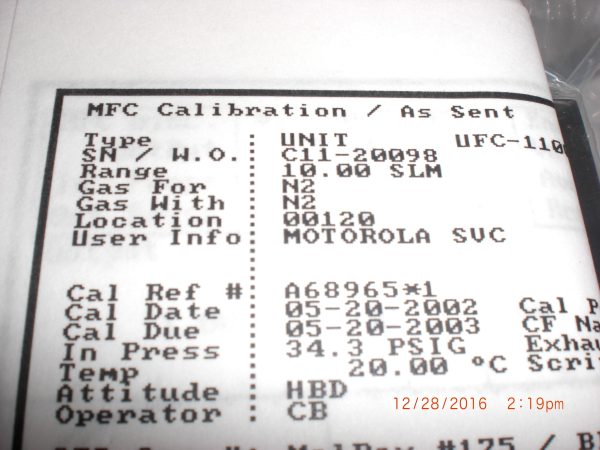 MFC Calibration / As Sent
Type : UNIT UFC-1100
SN / W.O.: C11-20098
Range : 10.00 SLM
Gas For : N2
Gas With : N2
Location : 00120
User Info: MOTOROLA SVC
Cal Ref # : A68965*1
Cal Date : 05-20-2002 Cal
Cal Due : 05-20-2003 CF
In Press : 34.3 PSIG
Temp : 20.00 °C
Attitude : HBD
Operator : CB
12/28/2016 2:19pm
#125 /